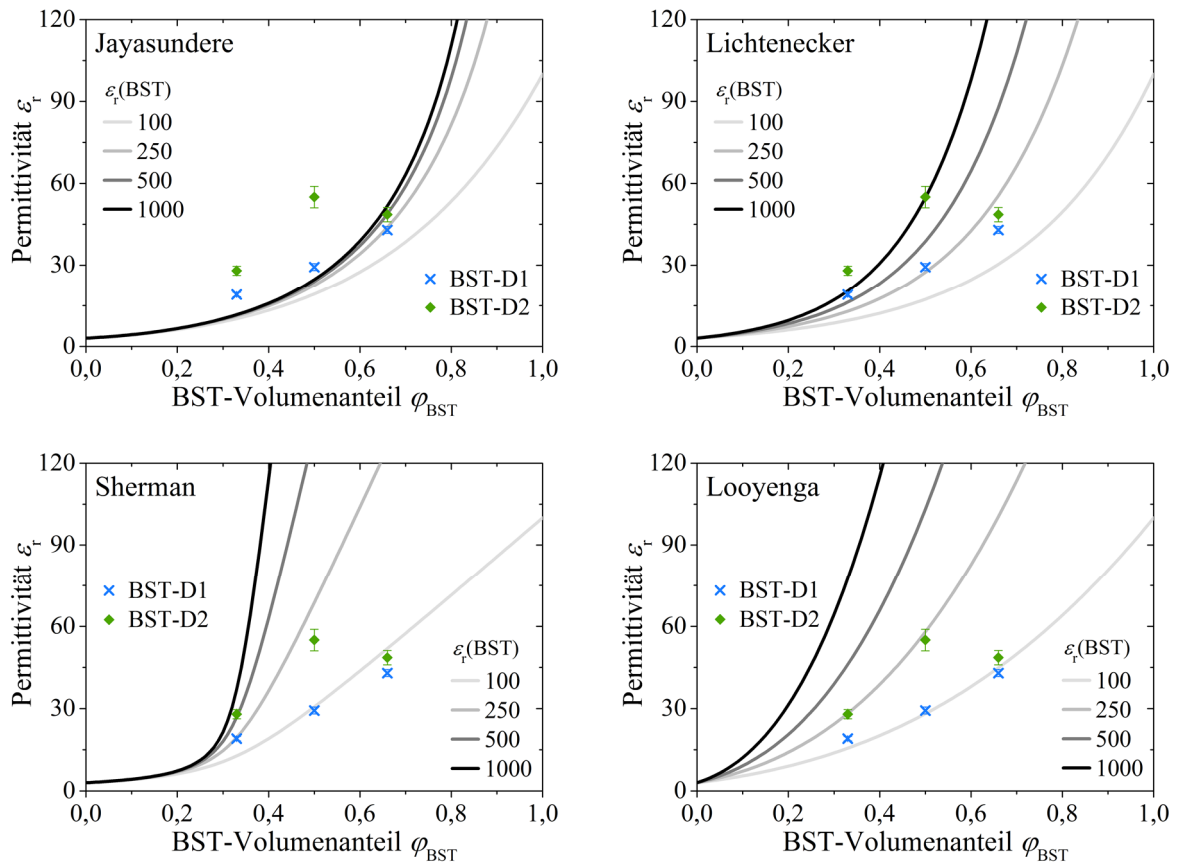 Jayasundere
Permittivität εr
120
90
60
30
0
εr(BST)
100
250
500
1000
BST-D1
BST-D2
0,0 0,2 0,4 0,6 0,8 1,0
BST-Volumenanteil φBST
Lichtenecker
Permittivität εr
120
90
60
30
0
εr(BST)
100
250
500
1000
BST-D1
BST-D2
0,0 0,2 0,4 0,6 0,8 1,0
BST-Volumenanteil φBST
Sherman
Permittivität εr
120
90
60
30
0
BST-D1
BST-D2
εr(BST)
100
250
500
1000
0,0 0,2 0,4 0,6 0,8 1,0
BST-Volumenanteil φBST
Looyenga
Permittivität εr
120
90
60
30
0
BST-D1
BST-D2
εr(BST)
100
250
500
1000
0,0 0,2 0,4 0,6 0,8 1,0
BST-Volumenanteil φBST